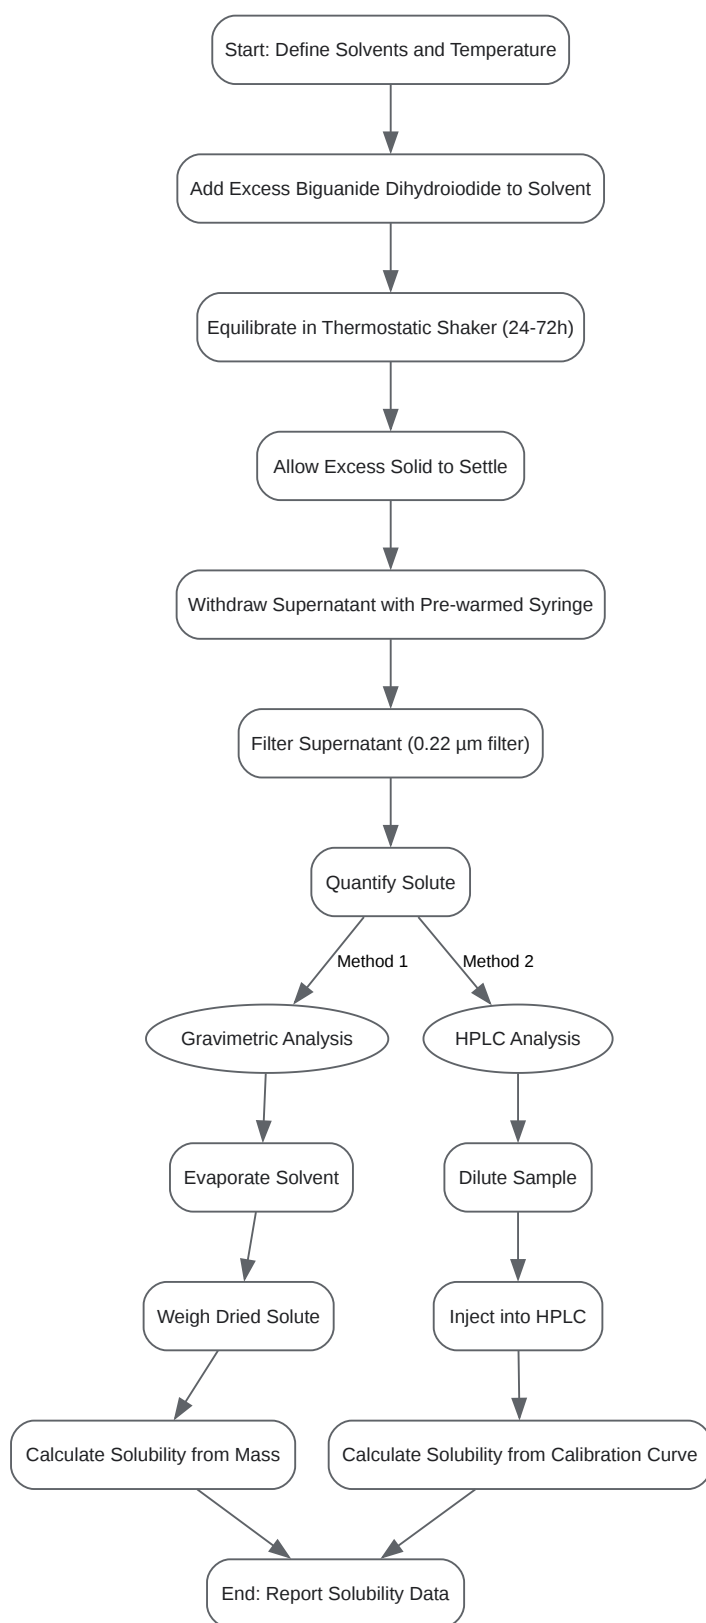 Start: Define Solvents and Temperature
Add Excess Biguanide Dihydroiodide to Solvent
Equilibrate in Thermostatic Shaker (24-72h)
Allow Excess Solid to Settle
Withdraw Supernatant with Pre-warmed Syringe
Filter Supernatant (0.22 µm filter)
Quantify Solute
Method 1
Method 2
Gravimetric Analysis
HPLC Analysis
Evaporate Solvent
Dilute Sample
Weigh Dried Solute
Inject into HPLC
Calculate Solubility from Mass
Calculate Solubility from Calibration Curve
End: Report Solubility Data